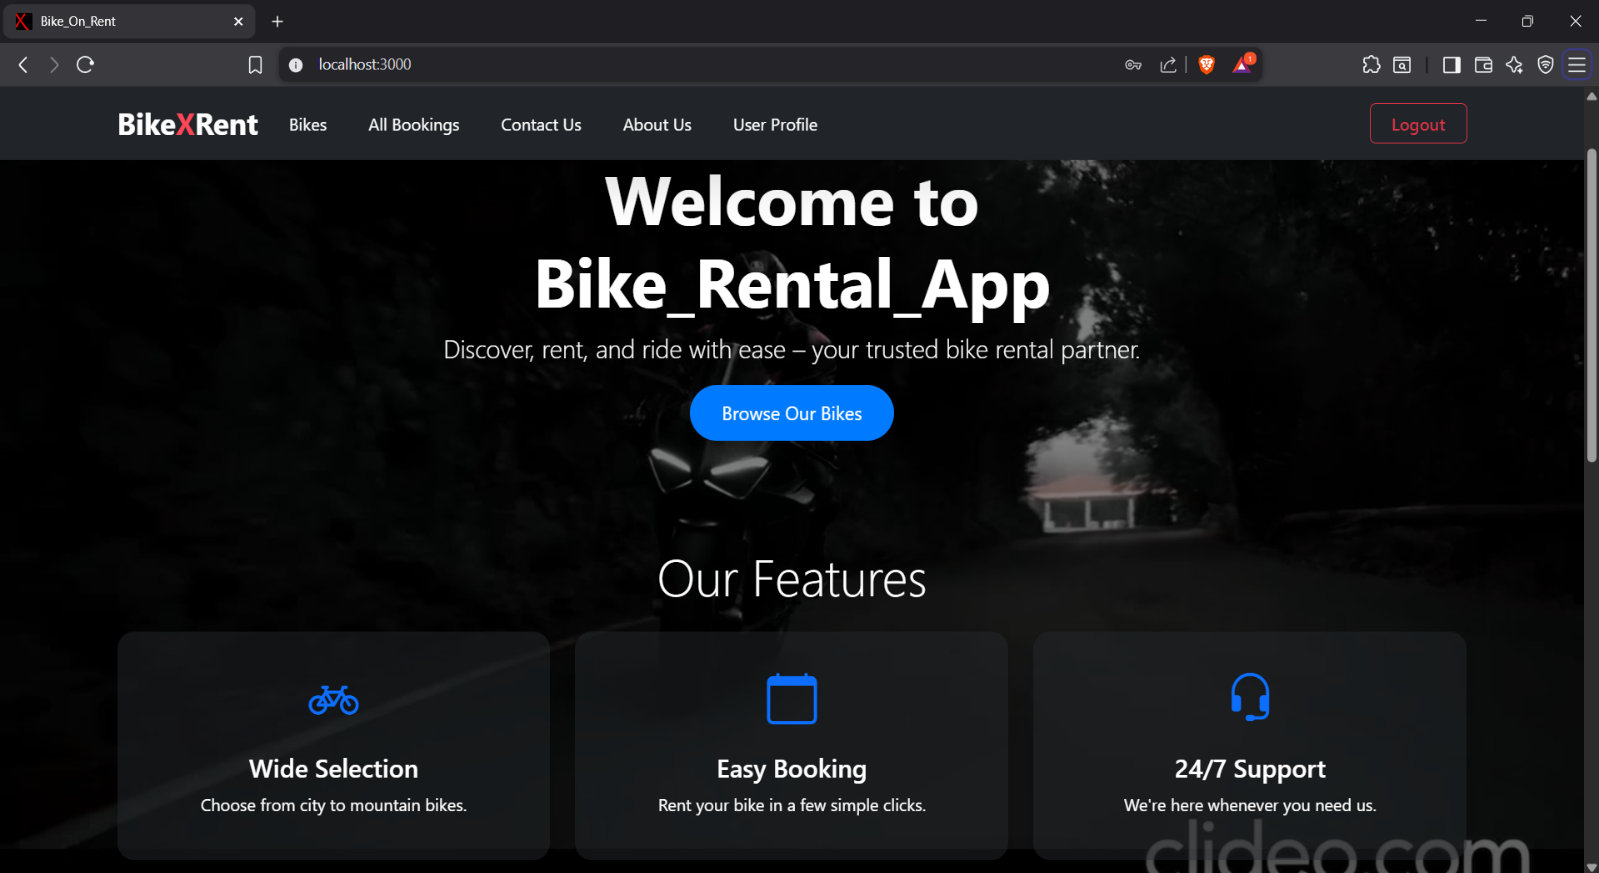 Bike_On_Rent
localhost:3000
1
BikeXRent
Bikes
All Bookings
Contact Us
About Us
User Profile
Logout
Welcome to
Bike_Rental_App
Discover, rent, and ride with ease – your trusted bike rental partner.
Browse Our Bikes
Our Features
Wide Selection
Choose from city to mountain bikes.
Easy Booking
Rent your bike in a few simple clicks.
24/7 Support
We're here whenever you need us.
clideo.com